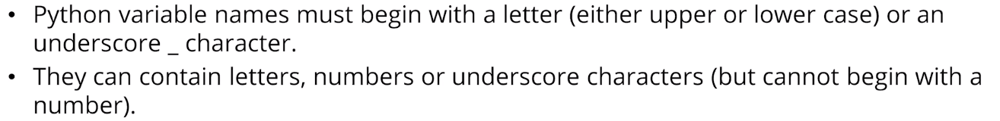 • Python variable names must begin with a letter (either upper or lower case) or an
underscore _ character.
• They can contain letters, numbers or underscore characters (but cannot begin with a
number).